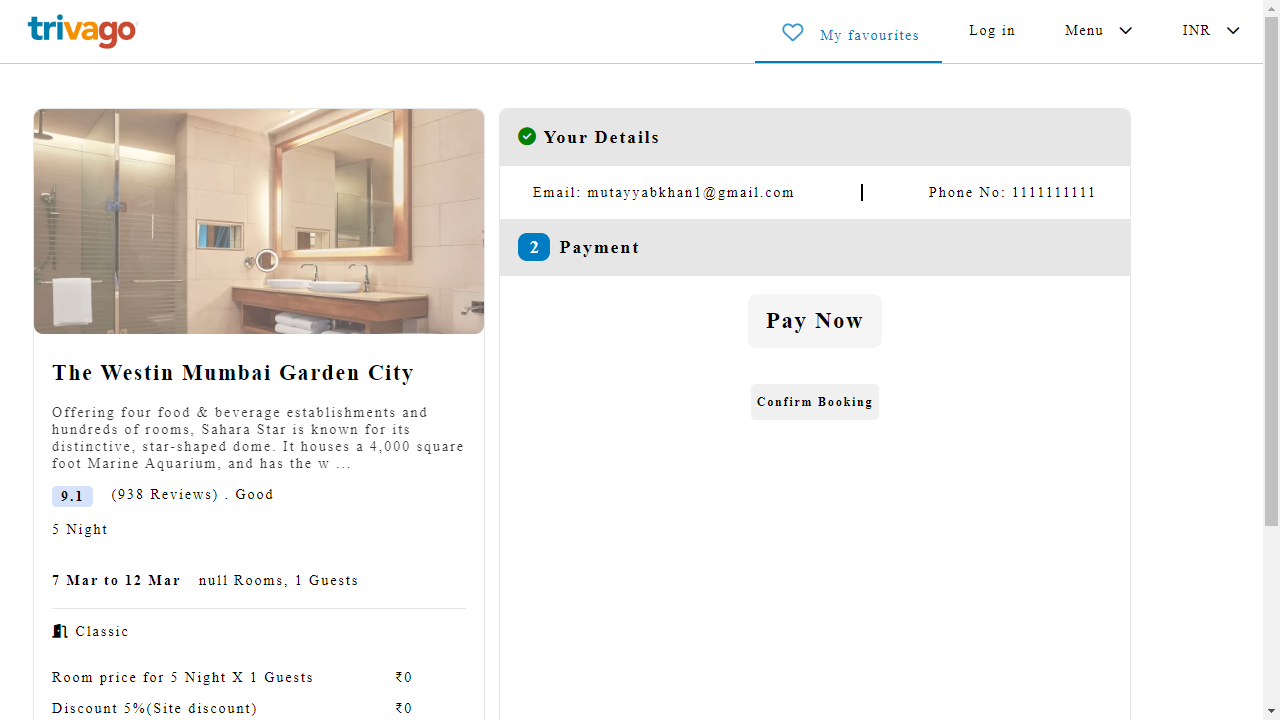 trivago
My favourites
Log in
Menu
INR
The Westin Mumbai Garden City
Offering four food & beverage establishments and
hundreds of rooms, Sahara Star is known for its
distinctive, star-shaped dome. It houses a 4,000 square
foot Marine Aquarium, and has the w ...
9.1 (938 Reviews) . Good
5 Night
7 Mar to 12 Mar null Rooms, 1 Guests
Classic
Room price for 5 Night X 1 Guests ₹0
Discount 5%(Site discount) ₹0
Your Details
Email: mutayyabkhan1@gmail.com
Phone No: 1111111111
2 Payment
Pay Now
Confirm Booking